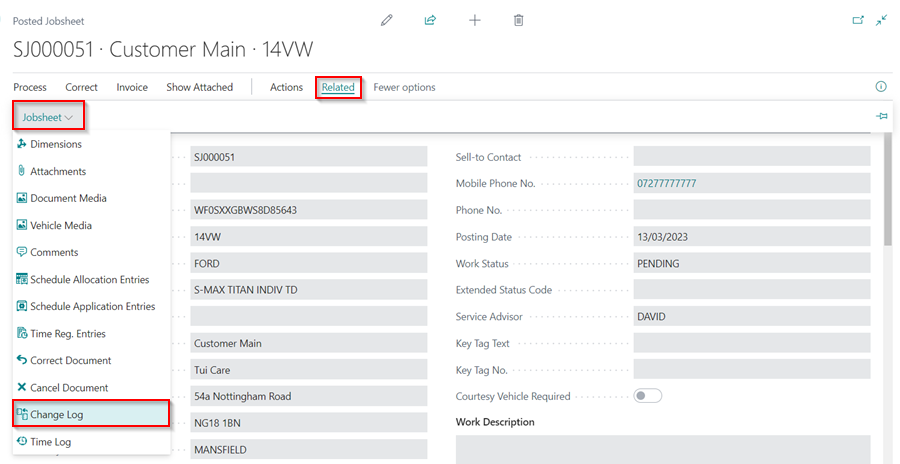 Posted Jobsheet
SJ000051 · Customer Main · 14VW
Process Correct Invoice Show Attached Actions Related Fewer options
Jobsheet
Dimensions
Attachments
Document Media
Vehicle Media
Comments
Schedule Allocation Entries
Schedule Application Entries
Time Reg. Entries
Correct Document
Cancel Document
Change Log
Time Log
SJ000051
WF0SXXGBWS8D85643
14VW
FORD
S-MAX TITAN INDIV TD
Customer Main
Tui Care
54a Nottingham Road
NG18 1BN
MANSFIELD
Sell-to Contact
Mobile Phone No. 07277777777
Phone No.
Posting Date 13/03/2023
Work Status PENDING
Extended Status Code
Service Advisor DAVID
Key Tag Text
Key Tag No.
Courtesy Vehicle Required
Work Description